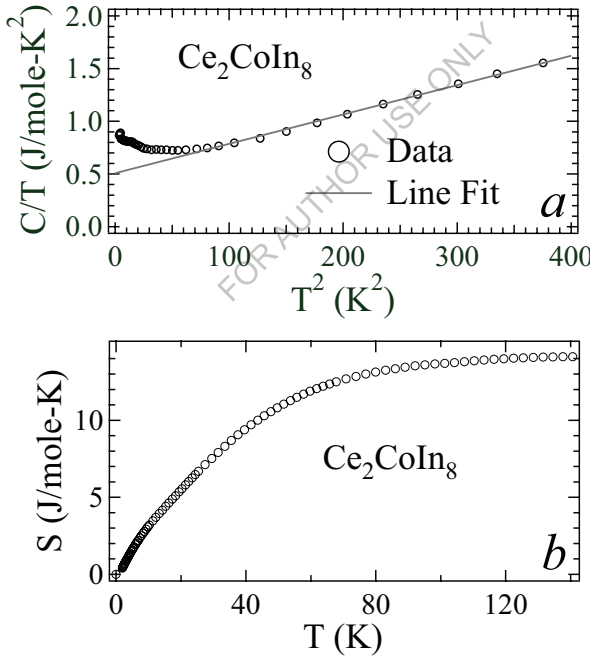 2.0
1.5
1.0
0.5
0.0
C/T (J/mole-K²)
Ce₂CoIn₈
Data
Line Fit
a
0
100
200
300
400
T² (K²)
FOR AUTHOR USE ONLY
10
5
0
S (J/mole-K)
Ce₂CoIn₈
b
0
40
80
120
T (K)